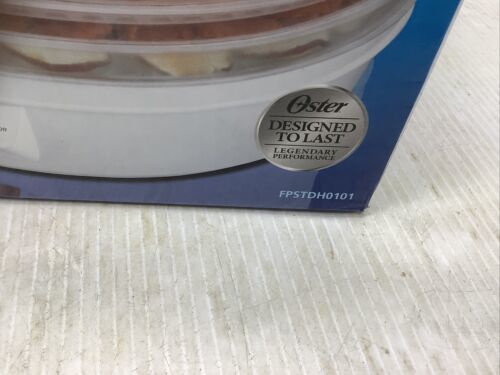 Oster
DESIGNED
TO LAST
LEGENDARY
PERFORMANCE
FPSTDH0101